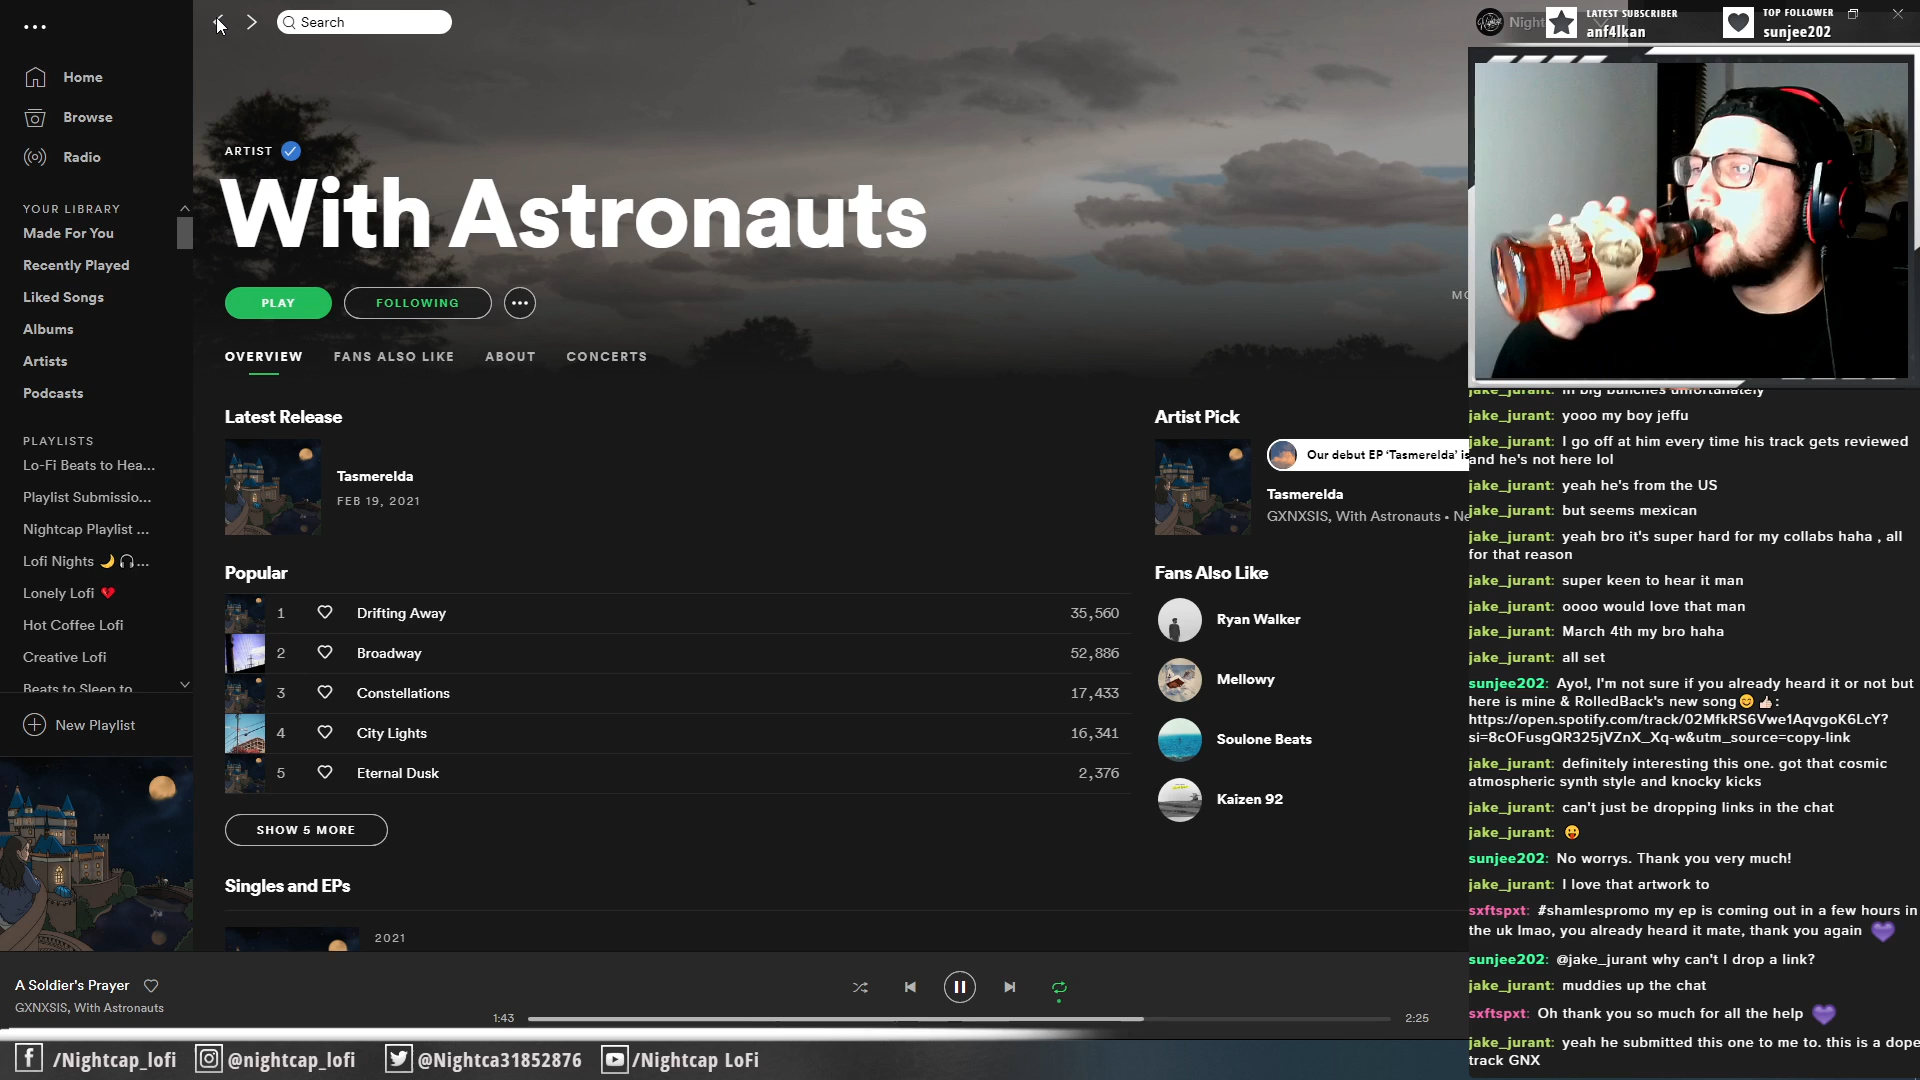 Search
Home
Browse
Radio
YOUR LIBRARY
Made For You
Recently Played
Liked Songs
Albums
Artists
Podcasts
PLAYLISTS
Lo-Fi Beats to Hea...
Playlist Submissio...
Nightcap Playlist ...
Lofi Nights 🌙🎧...
Lonely Lofi 💔
Hot Coffee Lofi
Creative Lofi
Beats to Sleep to
New Playlist
ARTIST
With Astronauts
PLAY
FOLLOWING
OVERVIEW
FANS ALSO LIKE
ABOUT
CONCERTS
Latest Release
Tasmerelda
FEB 19, 2021
Popular
1 Drifting Away 35,560
2 Broadway 52,886
3 Constellations 17,433
4 City Lights 16,341
5 Eternal Dusk 2,376
SHOW 5 MORE
Singles and EPs
2021
Artist Pick
Our debut EP ‘Tasmerelda’ is
Tasmerelda
GXNXSIS, With Astronauts • Ne
Fans Also Like
Ryan Walker
Mellowy
Soulone Beats
Kaizen 92
A Soldier's Prayer
GXNXSIS, With Astronauts
1:43
2:25
/Nightcap_lofi
@nightcap_lofi
@Nightca31852876
/Nightcap LoFi
Night
LATEST SUBSCRIBER
anf4lkan
TOP FOLLOWER
sunjee202
jake_jurant: in big bunches unfortunately
jake_jurant: yooo my boy jeffu
jake_jurant: I go off at him every time his track gets reviewed
and he's not here lol
jake_jurant: yeah he's from the US
jake_jurant: but seems mexican
jake_jurant: yeah bro it's super hard for my collabs haha , all
for that reason
jake_jurant: super keen to hear it man
jake_jurant: oooo would love that man
jake_jurant: March 4th my bro haha
jake_jurant: all set
sunjee202: Ayo!, I'm not sure if you already heard it or not but
here is mine & RolledBack's new song😊👍🏻:
https://open.spotify.com/track/02MfkRS6Vwe1AqvgoK6LcY?
si=8cOFusgQR325jVZnX_Xq-w&utm_source=copy-link
jake_jurant: definitely interesting this one. got that cosmic
atmospheric synth style and knocky kicks
jake_jurant: can't just be dropping links in the chat
jake_jurant: 😛
sunjee202: No worrys. Thank you very much!
jake_jurant: I love that artwork to
sxftspxt: #shamlespromo my ep is coming out in a few hours in
the uk lmao, you already heard it mate, thank you again 💜
sunjee202: @jake_jurant why can't I drop a link?
jake_jurant: muddies up the chat
sxftspxt: Oh thank you so much for all the help 💜
jake_jurant: yeah he submitted this one to me to. this is a dope
track GNX